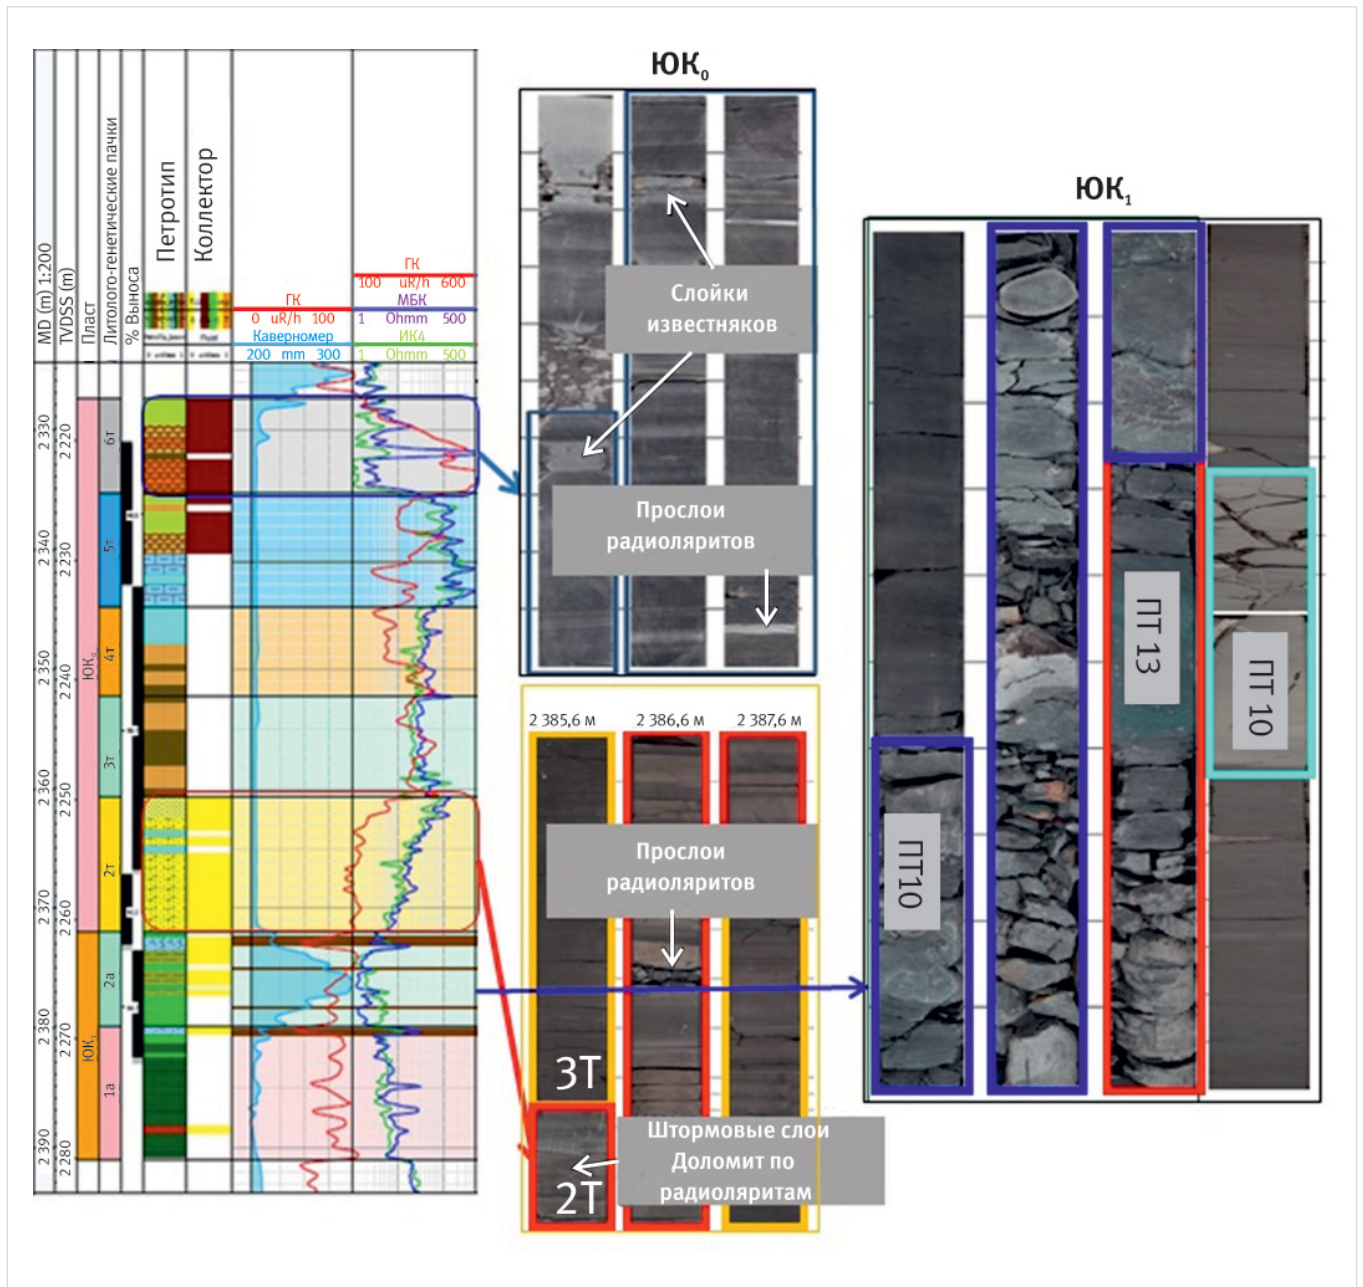 ЮК₀
ЮК₁
MD (m) 1:200
TVDSS (m)
Пласт
Литолого-генетические пачки
% Выноса
Петротип
Коллектор
ГК
0 uR/h 100
Каверномер
200 mm 300
ГК
100 uR/h 600
МБК
1 Ohmm 500
ИК4
1 Ohmm 500
2 330
2 340
2 350
2 360
2 370
2 380
2 390
2 220
2 230
2 240
2 250
2 260
2 270
2 280
ЮК₀
ЮК₁
6т
5т
4т
3т
2т
2а
1а
Слойки
известняков
Прослои
радиоляритов
2 385,6 м
2 386,6 м
2 387,6 м
Прослои
радиоляритов
3Т
2Т
Штормовые слои
Доломит по
радиоляритам
ПТ10
ПТ 13
ПТ 10